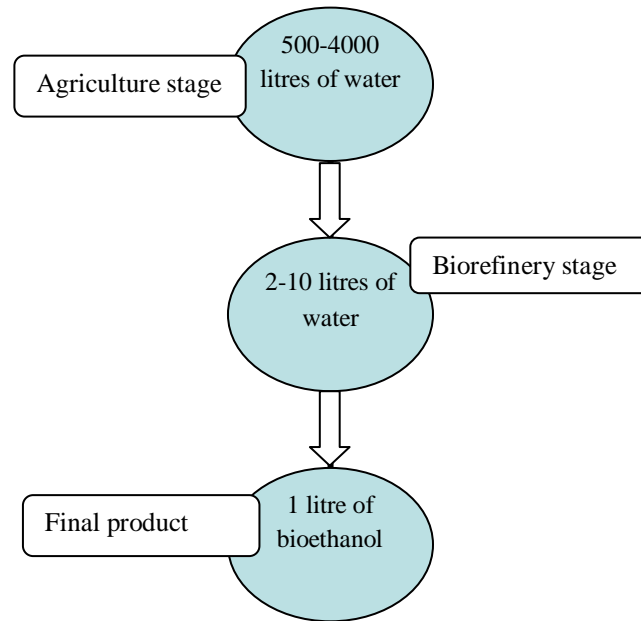 500-4000
litres of water
Agriculture stage
2-10 litres of
water
Biorefinery stage
1 litre of
bioethanol
Final product